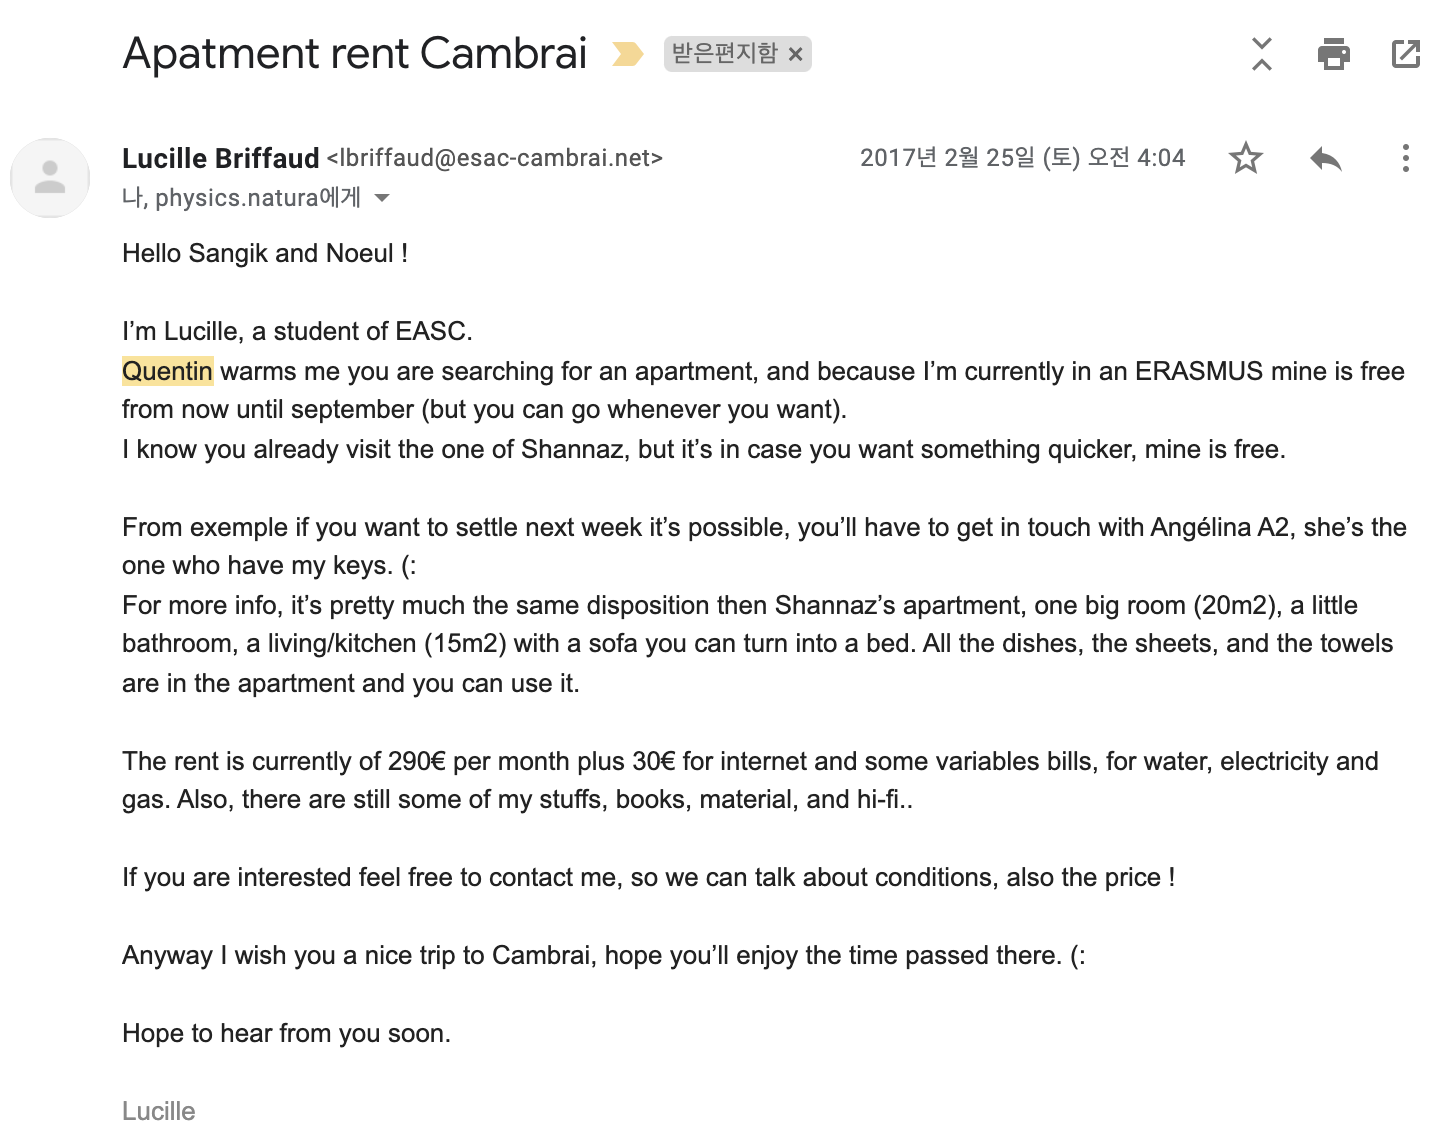 Apatment rent Cambrai 받은편지함 ×
Lucille Briffaud <lbriffaud@esac-cambrai.net> 2017년 2월 25일 (토) 오전 4:04
나, physics.natura에게
Hello Sangik and Noeul !
I’m Lucille, a student of EASC.
Quentin warms me you are searching for an apartment, and because I’m currently in an ERASMUS mine is free
from now until september (but you can go whenever you want).
I know you already visit the one of Shannaz, but it’s in case you want something quicker, mine is free.
From exemple if you want to settle next week it’s possible, you’ll have to get in touch with Angélina A2, she’s the
one who have my keys. (:
For more info, it’s pretty much the same disposition then Shannaz’s apartment, one big room (20m2), a little
bathroom, a living/kitchen (15m2) with a sofa you can turn into a bed. All the dishes, the sheets, and the towels
are in the apartment and you can use it.
The rent is currently of 290€ per month plus 30€ for internet and some variables bills, for water, electricity and
gas. Also, there are still some of my stuffs, books, material, and hi-fi..
If you are interested feel free to contact me, so we can talk about conditions, also the price !
Anyway I wish you a nice trip to Cambrai, hope you’ll enjoy the time passed there. (:
Hope to hear from you soon.
Lucille